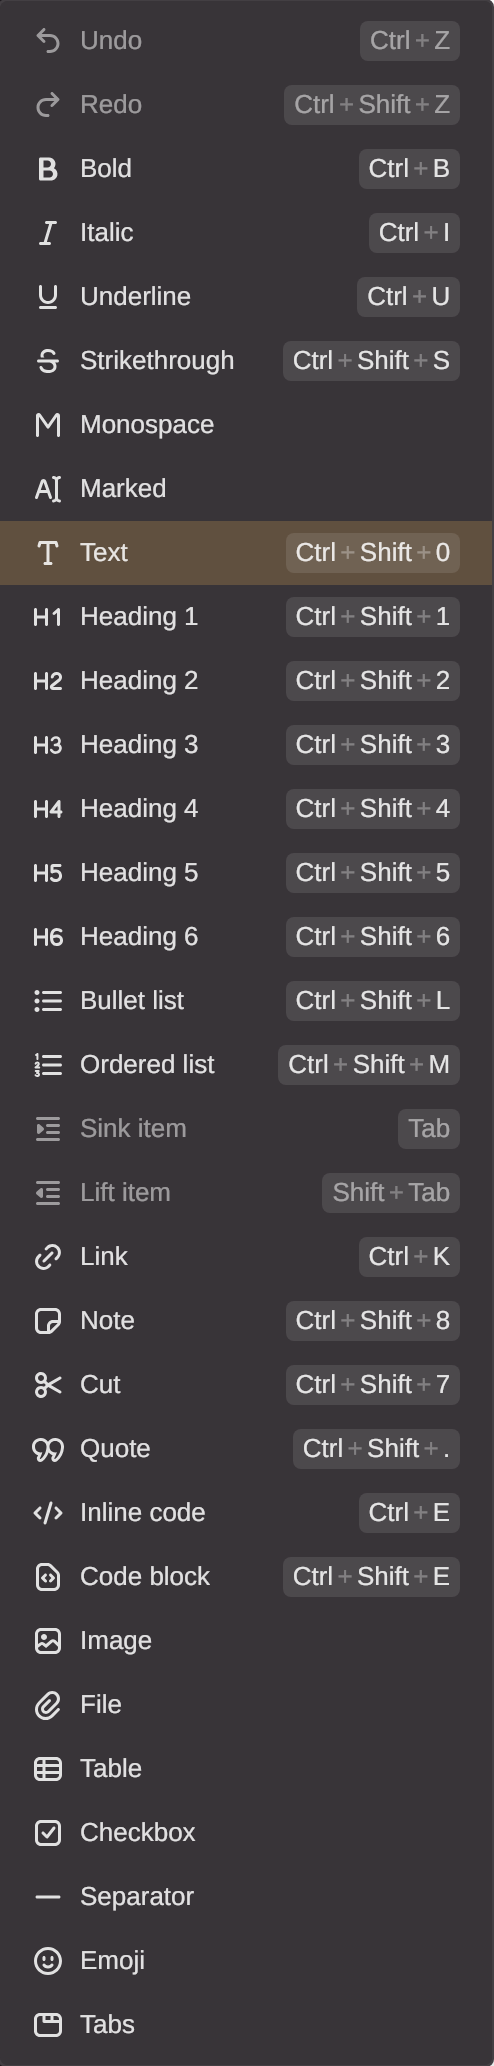 Undo Ctrl+Z
Redo Ctrl+Shift+Z
B Bold Ctrl+B
I Italic Ctrl+I
U Underline Ctrl+U
S Strikethrough Ctrl+Shift+S
M Monospace
A Marked
T Text Ctrl+Shift+0
H1 Heading 1 Ctrl+Shift+1
H2 Heading 2 Ctrl+Shift+2
H3 Heading 3 Ctrl+Shift+3
H4 Heading 4 Ctrl+Shift+4
H5 Heading 5 Ctrl+Shift+5
H6 Heading 6 Ctrl+Shift+6
Bullet list Ctrl+Shift+L
Ordered list Ctrl+Shift+M
Sink item Tab
Lift item Shift+Tab
Link Ctrl+K
Note Ctrl+Shift+8
Cut Ctrl+Shift+7
Quote Ctrl+Shift+.
Inline code Ctrl+E
Code block Ctrl+Shift+E
Image
File
Table
Checkbox
Separator
Emoji
Tabs